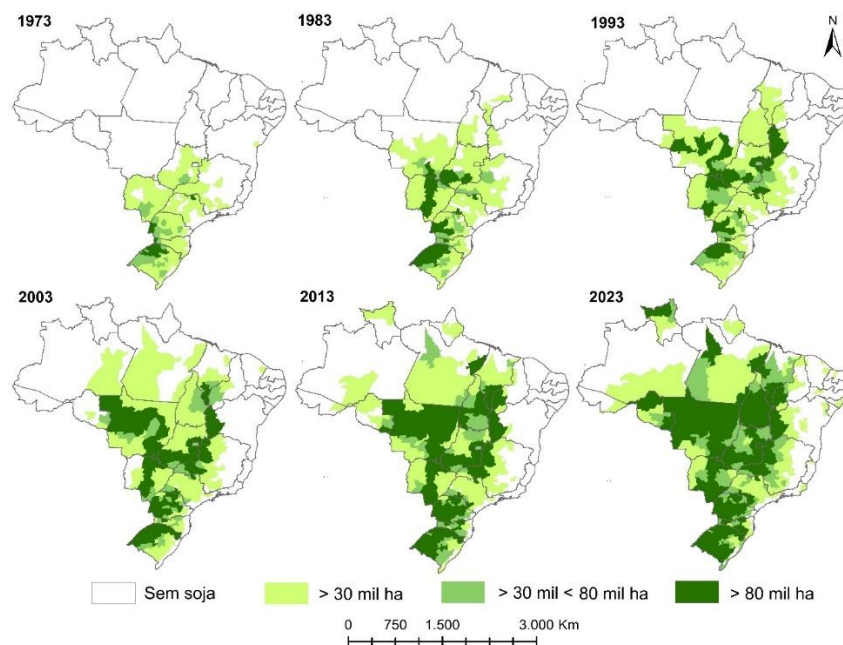 1973
1983
1993
N
2003
2013
2023
Sem soja
> 30 mil ha
> 30 mil < 80 mil ha
> 80 mil ha
0 750 1.500 3.000 Km